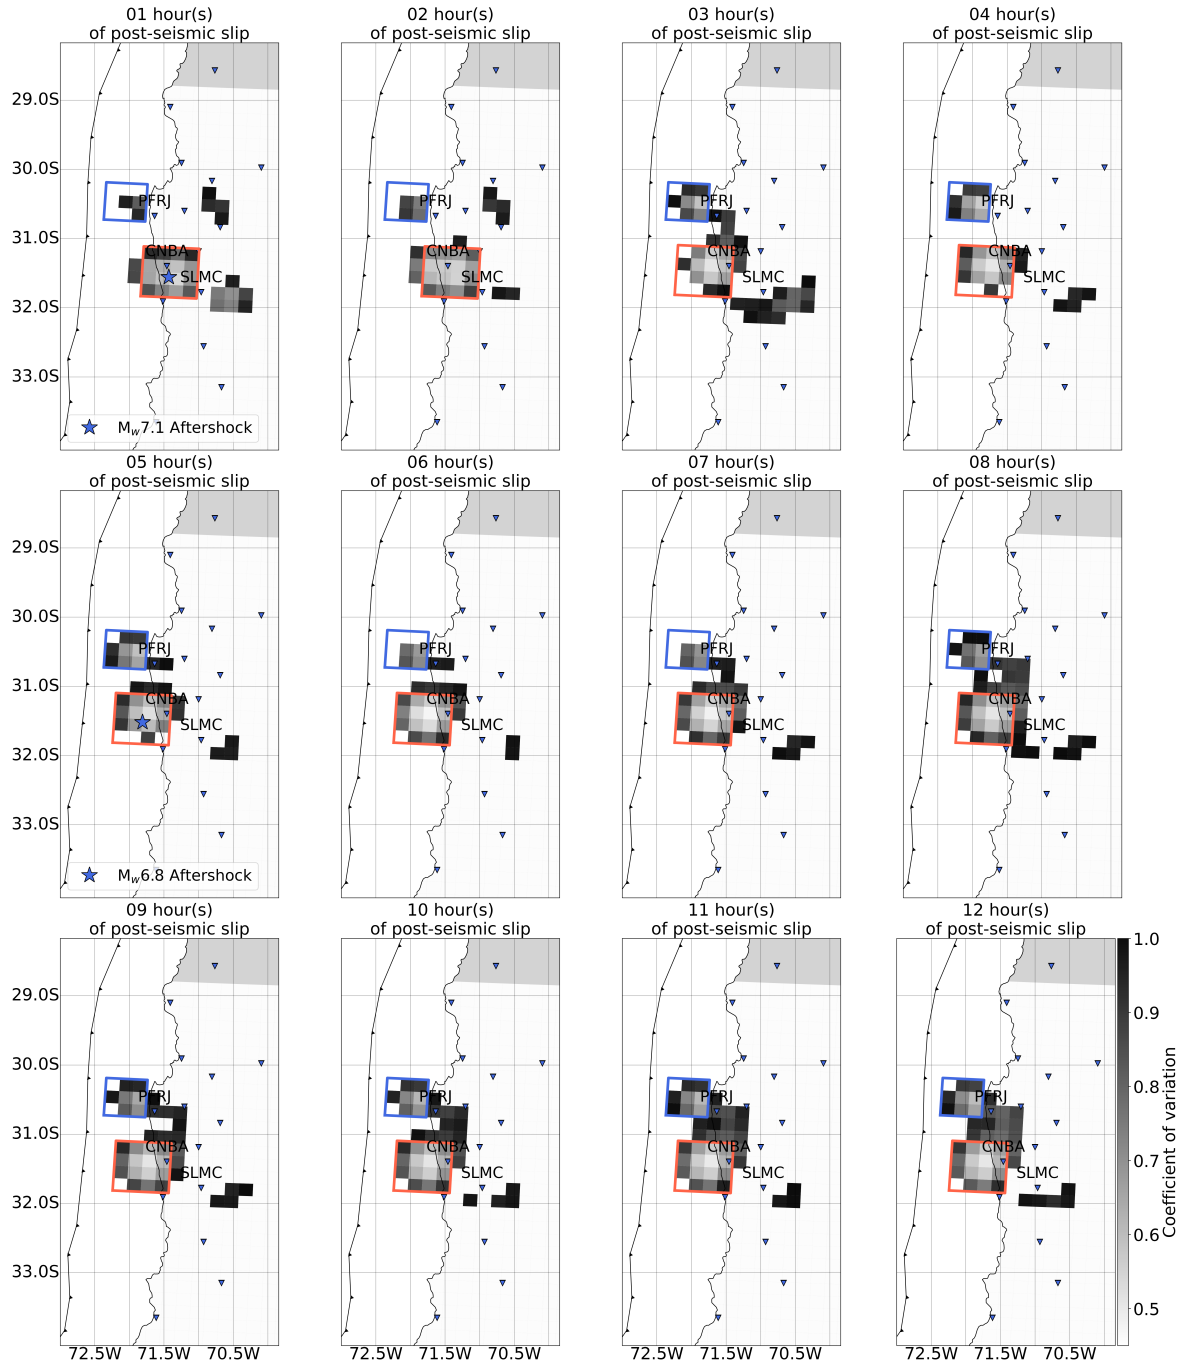 01 hour(s)
of post-seismic slip
02 hour(s)
of post-seismic slip
03 hour(s)
of post-seismic slip
04 hour(s)
of post-seismic slip
29.0S
30.0S
31.0S
32.0S
33.0S
PFRJ
CNBA
SLMC
PFRJ
CNBA
SLMC
PFRJ
CNBA
SLMC
PFRJ
CNBA
SLMC
Mw7.1 Aftershock
05 hour(s)
of post-seismic slip
06 hour(s)
of post-seismic slip
07 hour(s)
of post-seismic slip
08 hour(s)
of post-seismic slip
29.0S
30.0S
31.0S
32.0S
33.0S
PFRJ
CNBA
SLMC
PFRJ
CNBA
SLMC
PFRJ
CNBA
SLMC
PFRJ
CNBA
SLMC
Mw6.8 Aftershock
09 hour(s)
of post-seismic slip
10 hour(s)
of post-seismic slip
11 hour(s)
of post-seismic slip
12 hour(s)
of post-seismic slip
29.0S
30.0S
31.0S
32.0S
33.0S
PFRJ
CNBA
SLMC
PFRJ
CNBA
SLMC
PFRJ
CNBA
SLMC
PFRJ
CNBA
SLMC
72.5W 71.5W 70.5W
72.5W 71.5W 70.5W
72.5W 71.5W 70.5W
72.5W 71.5W 70.5W
1.0
0.9
0.8
0.7
0.6
0.5
Coefficient of variation